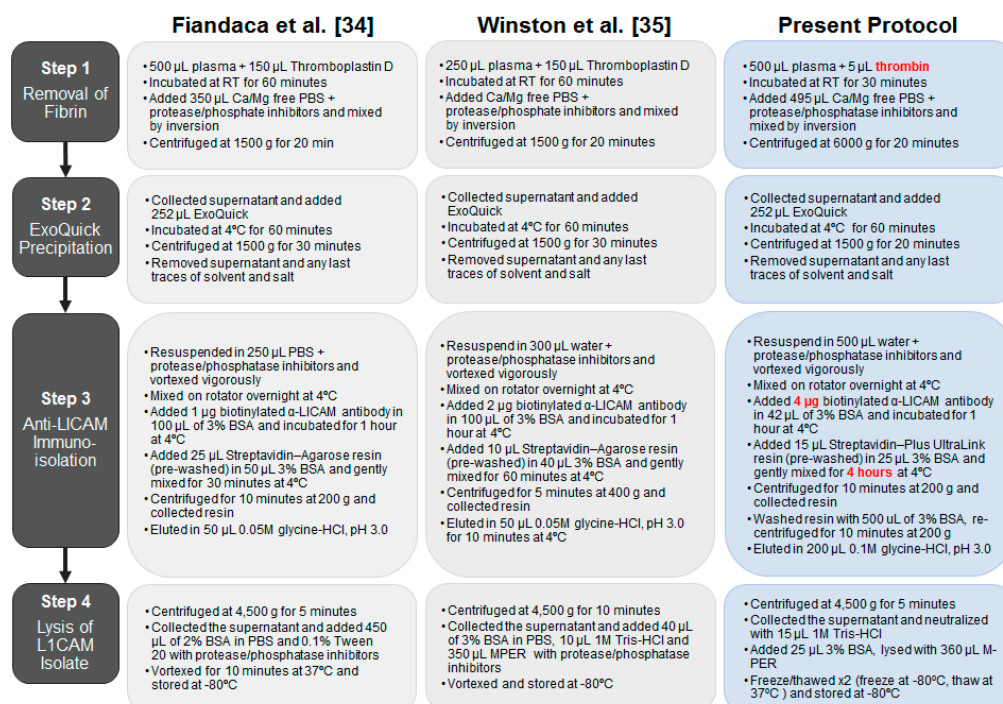 Fiandaca et al. [34]
Winston et al. [35]
Present Protocol
Step 1
Removal of
Fibrin
• 500 µL plasma + 150 µL Thromboplastin D
• Incubated at RT for 60 minutes
• Added 350 µL Ca/Mg free PBS +
protease/phosphate inhibitors and mixed
by inversion
• Centrifuged at 1500 g for 20 min
• 250 µL plasma + 150 µL Thromboplastin D
• Incubated at RT for 60 minutes
• Added Ca/Mg free PBS +
protease/phosphate inhibitors and mixed
by inversion
• Centrifuged at 1500 g for 20 minutes
• 500 µL plasma + 5 µL thrombin
• Incubated at RT for 30 minutes
• Added 495 µL Ca/Mg free PBS +
protease/phosphatase inhibitors and
mixed by inversion
• Centrifuged at 6000 g for 20 minutes
Step 2
ExoQuick
Precipitation
• Collected supernatant and added
252 µL ExoQuick
• Incubated at 4ºC for 60 minutes
• Centrifuged at 1500 g for 30 minutes
• Removed supernatant and any last
traces of solvent and salt
• Collected supernatant and added
ExoQuick
• Incubated at 4ºC for 60 minutes
• Centrifuged at 1500 g for 30 minutes
• Removed supernatant and any last
traces of solvent and salt
• Collected supernatant and added
252 µL ExoQuick
• Incubated at 4ºC for 60 minutes
• Centrifuged at 1500 g for 20 minutes
• Removed supernatant and any last
traces of solvent and salt
Step 3
Anti-LICAM
Immuno-
isolation
• Resuspended in 250 µL PBS +
protease/phosphatase inhibitors and
vortexed vigorously
• Mixed on rotator overnight at 4ºC
• Added 1 µg biotinylated α-LICAM antibody in
100 µL of 3% BSA and incubated for 1 hour
at 4ºC
• Added 25 µL Streptavidin–Agarose resin
(pre-washed) in 50 µL 3% BSA and gently
mixed for 30 minutes at 4ºC
• Centrifuged for 10 minutes at 200 g and
collected resin
• Eluted in 50 µL 0.05M glycine-HCl, pH 3.0
• Resuspended in 300 µL water +
protease/phosphatase inhibitors
and vortexed vigorously
• Mixed on rotator overnight at 4ºC
• Added 2 µg biotinylated α-LICAM antibody
in 100 µL of 3% BSA and incubated for 1
hour at 4ºC
• Added 10 µL Streptavidin–Agarose resin
(pre-washed) in 40 µL 3% BSA and gently
mixed for 60 minutes at 4ºC
• Centrifuged for 5 minutes at 400 g and
collected resin
• Eluted in 50 µL 0.05M glycine-HCl, pH 3.0
for 10 minutes at 4ºC
• Resuspend in 500 µL water +
protease/phosphatase inhibitors and
vortexed vigorously
• Mixed on rotator overnight at 4ºC
• Added 4 µg biotinylated α-LICAM antibody in
42 µL of 3% BSA and incubated for 1
hour at 4ºC
• Added 15 µL Streptavidin–Plus UltraLink
resin (pre-washed) in 25 µL 3% BSA and
gently mixed for 4 hours at 4ºC
• Centrifuged for 10 minutes at 200 g and
collected resin
• Washed resin with 500 uL of 3% BSA, re-
centrifuged for 10 minutes at 200 g
• Eluted in 200 µL 0.1M glycine-HCl, pH 3.0
Step 4
Lysis of
L1CAM
Isolate
• Centrifuged at 4,500 g for 5 minutes
• Collected the supernatant and added 450
µL of 2% BSA in PBS and 0.1% Tween
20 with protease/phosphatase inhibitors
• Vortexed for 10 minutes at 37ºC and
stored at -80ºC
• Centrifuged at 4,500 g for 10 minutes
• Collected the supernatant and added 40 µL
of 3% BSA in PBS, 10 µL 1M Tris-HCl and
350 µL MPER with protease/phosphatase
inhibitors
• Vortexed and stored at -80ºC
• Centrifuged at 4,500 g for 5 minutes
• Collected the supernatant and neutralized
with 15 µL 1M Tris-HCl
• Added 25 µL 3% BSA, lysed with 360 µL M-
PER
• Freeze/thawed x2 (freeze at -80ºC, thaw at
37ºC ) and stored at -80ºC